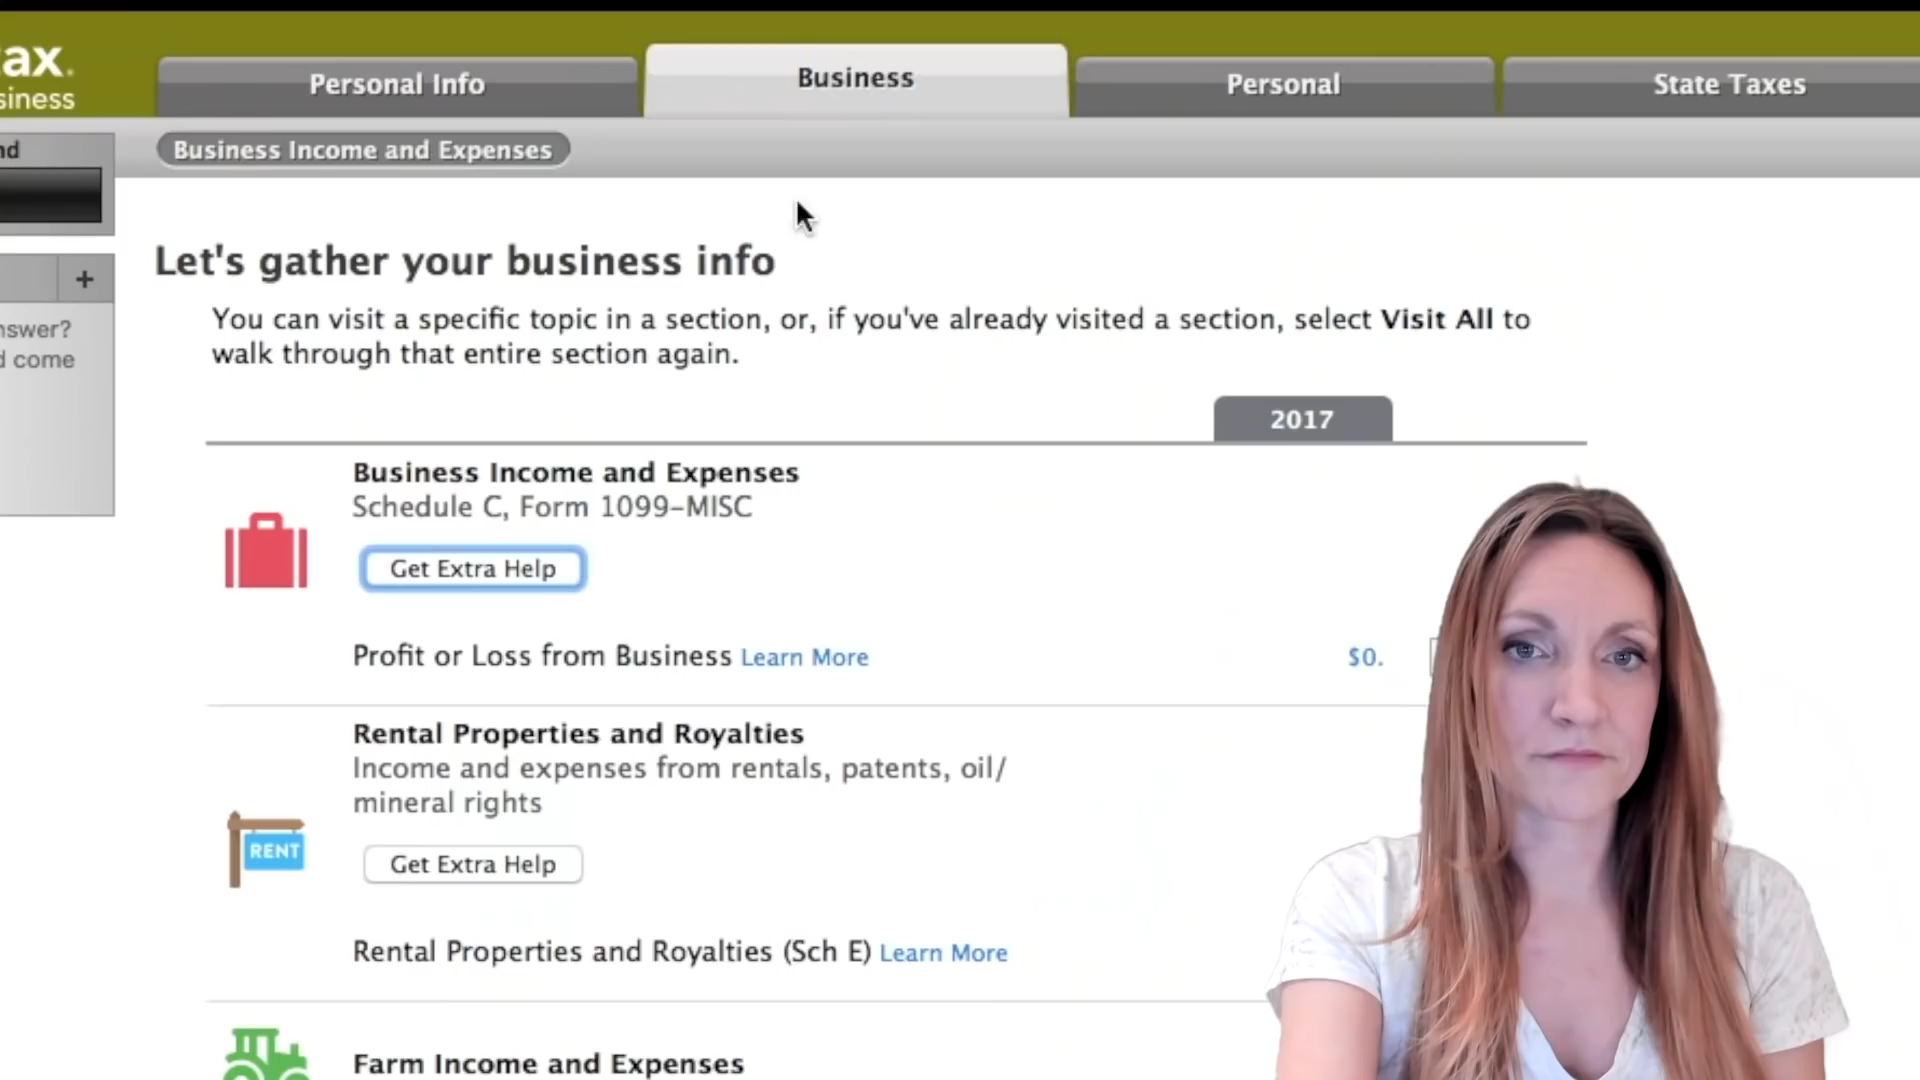 tax.
siness
Personal Info
Business
Personal
State Taxes
nd
Business Income and Expenses
+
nswer?
d come
Let's gather your business info
You can visit a specific topic in a section, or, if you've already visited a section, select Visit All to
walk through that entire section again.
2017
Business Income and Expenses
Schedule C, Form 1099-MISC
Get Extra Help
Profit or Loss from Business Learn More
$0.
Rental Properties and Royalties
Income and expenses from rentals, patents, oil/
mineral rights
RENT
Get Extra Help
Rental Properties and Royalties (Sch E) Learn More
Farm Income and Expenses